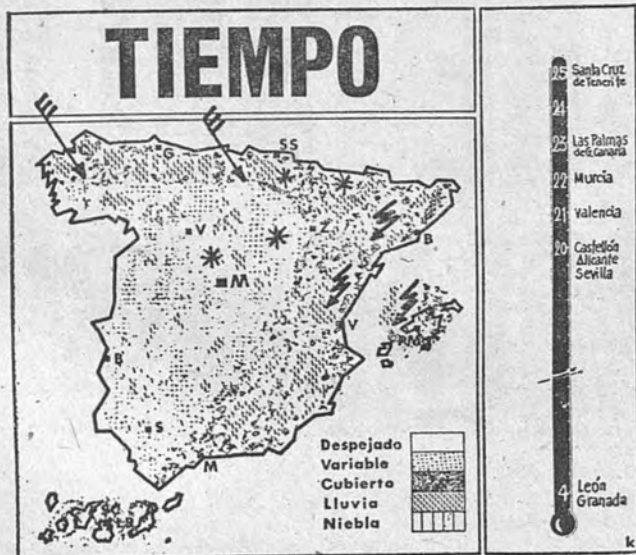 TIEMPO
G
SS
V
Z
B
M
V
PM
B
S
M
Despejado
Variable
Cubierto
Lluvia
Niebla
25 Santa Cruz
de Tenerife
24
23 Las Palmas
de G. Canaria
22 Murcia
21 Valencia
20 Castellón
Alicante
Sevilla
4 León
Granada
k